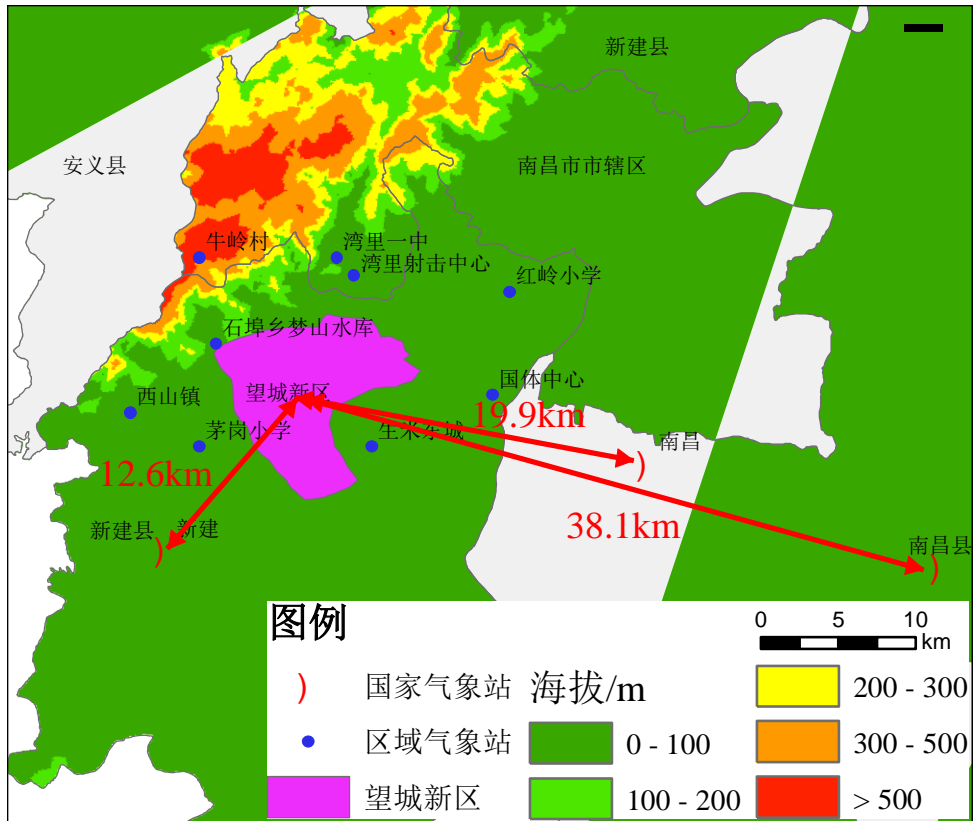 新建县
安义县
南昌市市辖区
牛岭村
湾里一中
湾里射击中心
红岭小学
石埠乡梦山水库
望城新区
国体中心
西山镇
19.9km
茅岗小学
生米东城
南昌
12.6km
新建县
新建
38.1km
南昌县
图例
0 5 10
km
国家气象站
海拔/m
200 - 300
区域气象站
0 - 100
300 - 500
望城新区
100 - 200
> 500